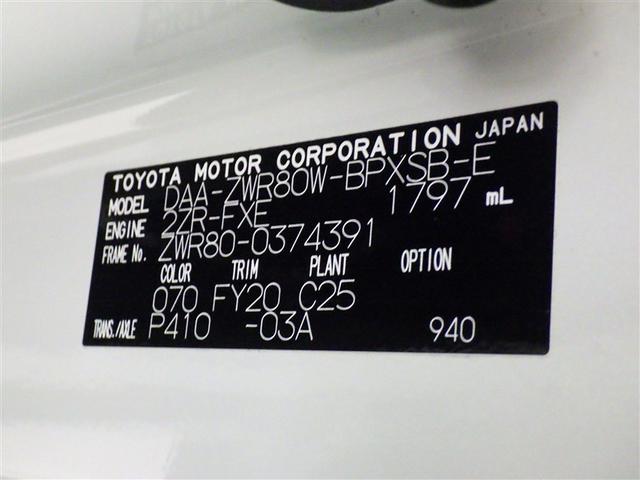 TOYOTA MOTOR CORPORATION JAPAN
MODEL DAA-ZWR80W-BPXSB-E
ENGINE 2ZR-FXE 1797 mL
FRAME No. ZWR80-0374391
COLOR TRIM PLANT OPTION
070 FY20 C25
TRANS./AXLE P410 -03A 940